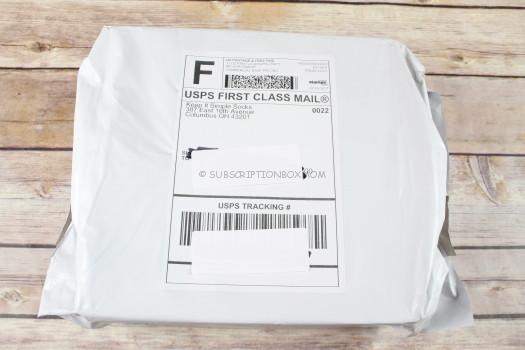 F
US POSTAGE & FEES PAID
USPS FIRST CLASS MAIL®
Keep It Simple Socks
387 East 16th Avenue
Columbus OH 43201
0022
© SUBSCRIPTIONBOX OM
USPS TRACKING #